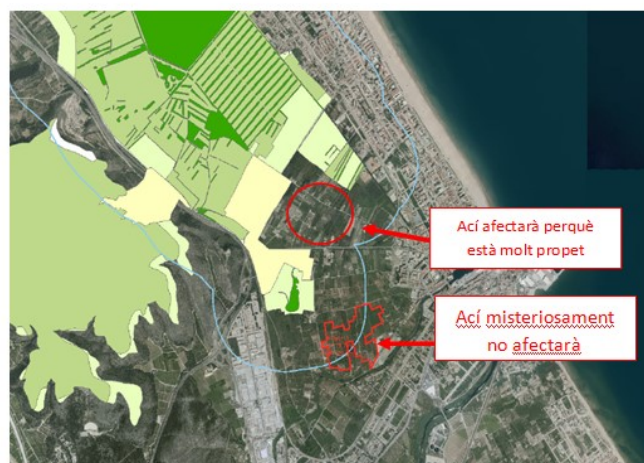 Ací afectarà perquè
està molt propet
Ací misteriosament
no afectarà